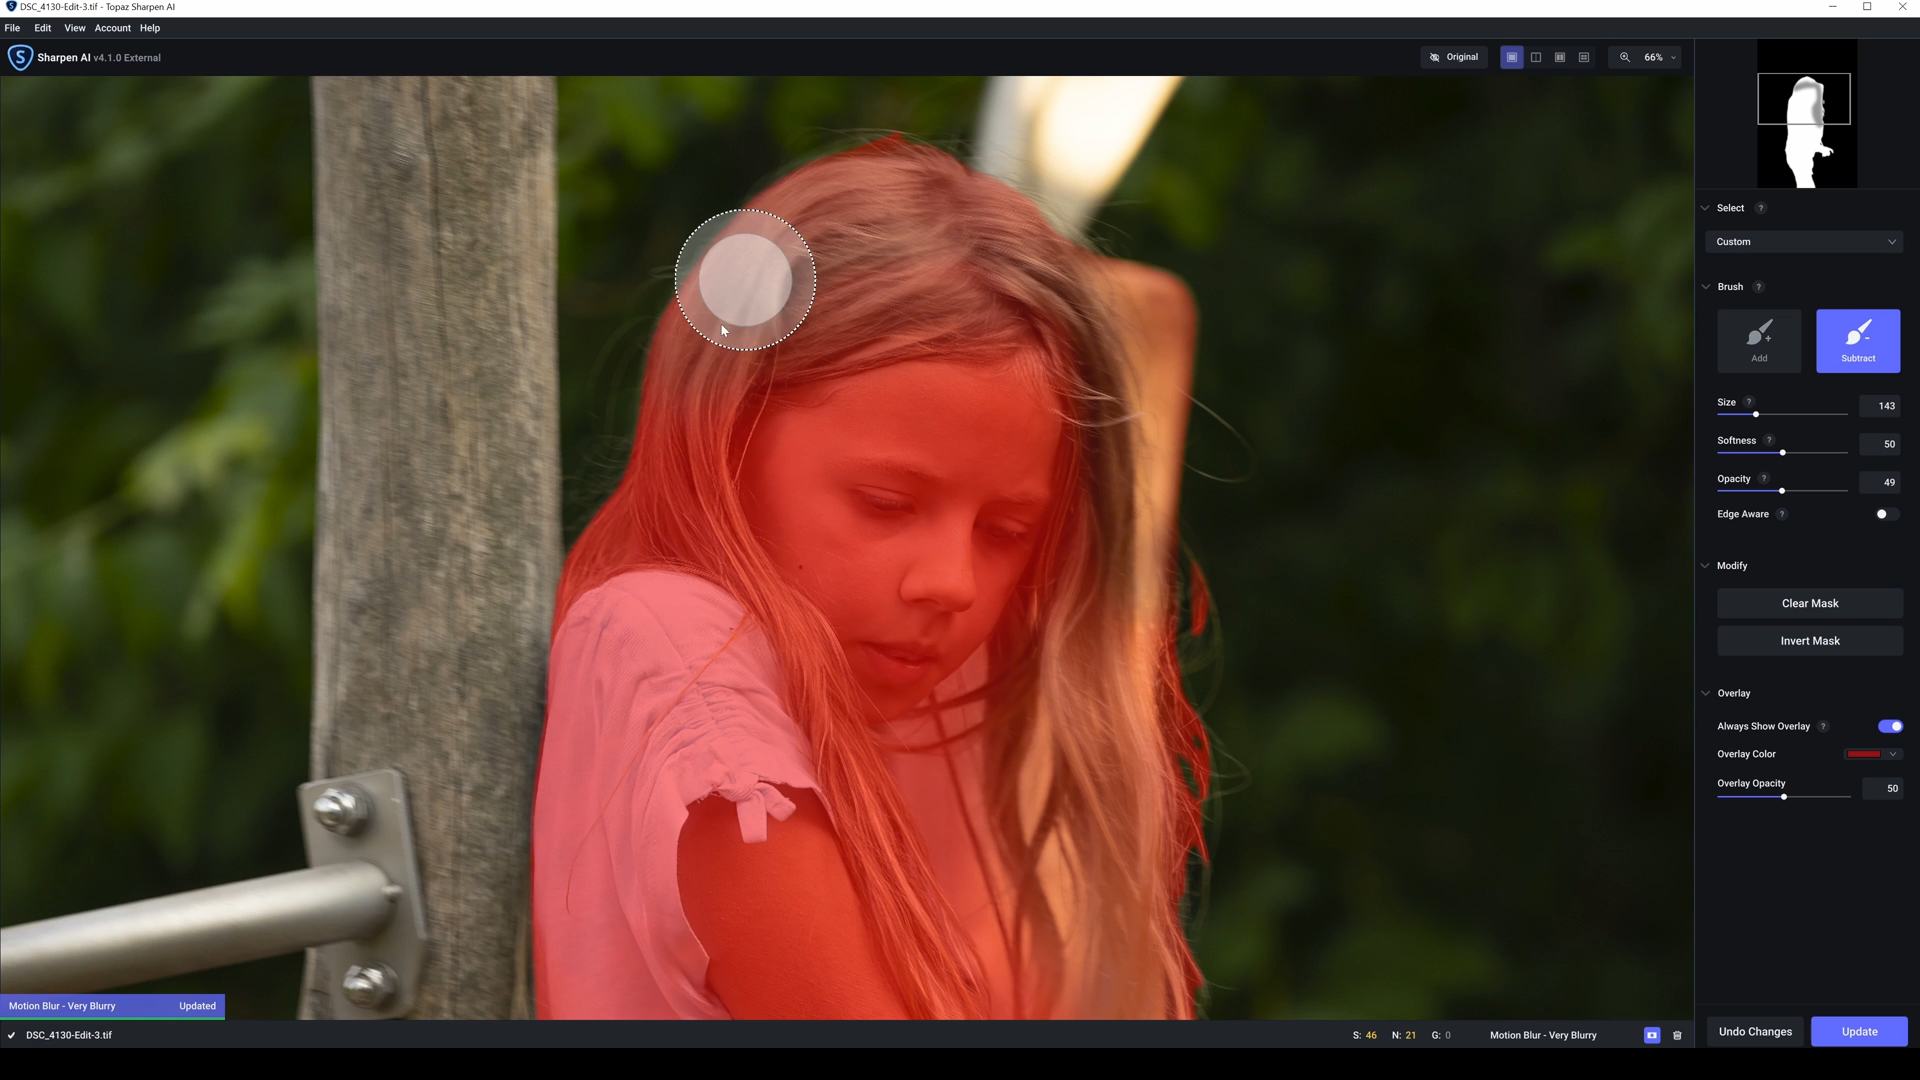 DSC_4130-Edit-3.tif - Topaz Sharpen AI
File Edit View Account Help
Sharpen AI v4.1.0 External
Original
66%
Select ?
Custom
Brush ?
Add
Subtract
Size ? 143
Softness ? 50
Opacity ? 49
Edge Aware ?
Modify
Clear Mask
Invert Mask
Overlay
Always Show Overlay ?
Overlay Color
Overlay Opacity 50
Motion Blur - Very Blurry Updated
DSC_4130-Edit-3.tif
S: 46 N: 21 G: 0 Motion Blur - Very Blurry
Undo Changes
Update